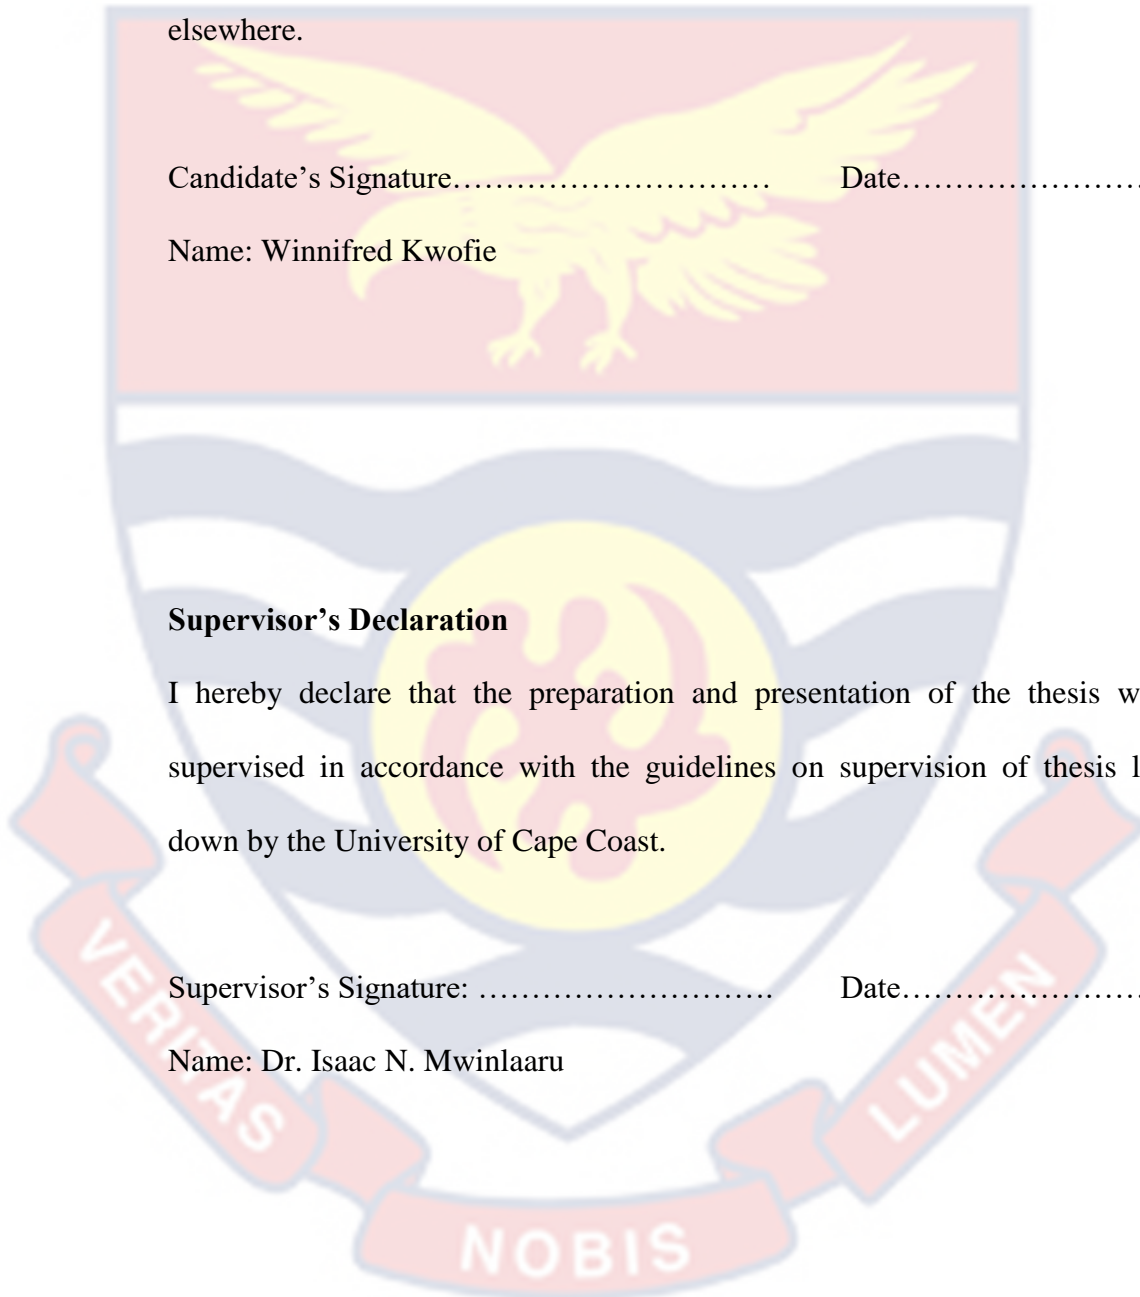 elsewhere.
Candidate’s Signature………………………… Date…………………
Name: Winnifred Kwofie
Supervisor’s Declaration
I hereby declare that the preparation and presentation of the thesis w
supervised in accordance with the guidelines on supervision of thesis l
down by the University of Cape Coast.
Supervisor’s Signature: ………………………. Date…………………
Name: Dr. Isaac N. Mwinlaaru
VERITAS
NOBIS
LUMEN